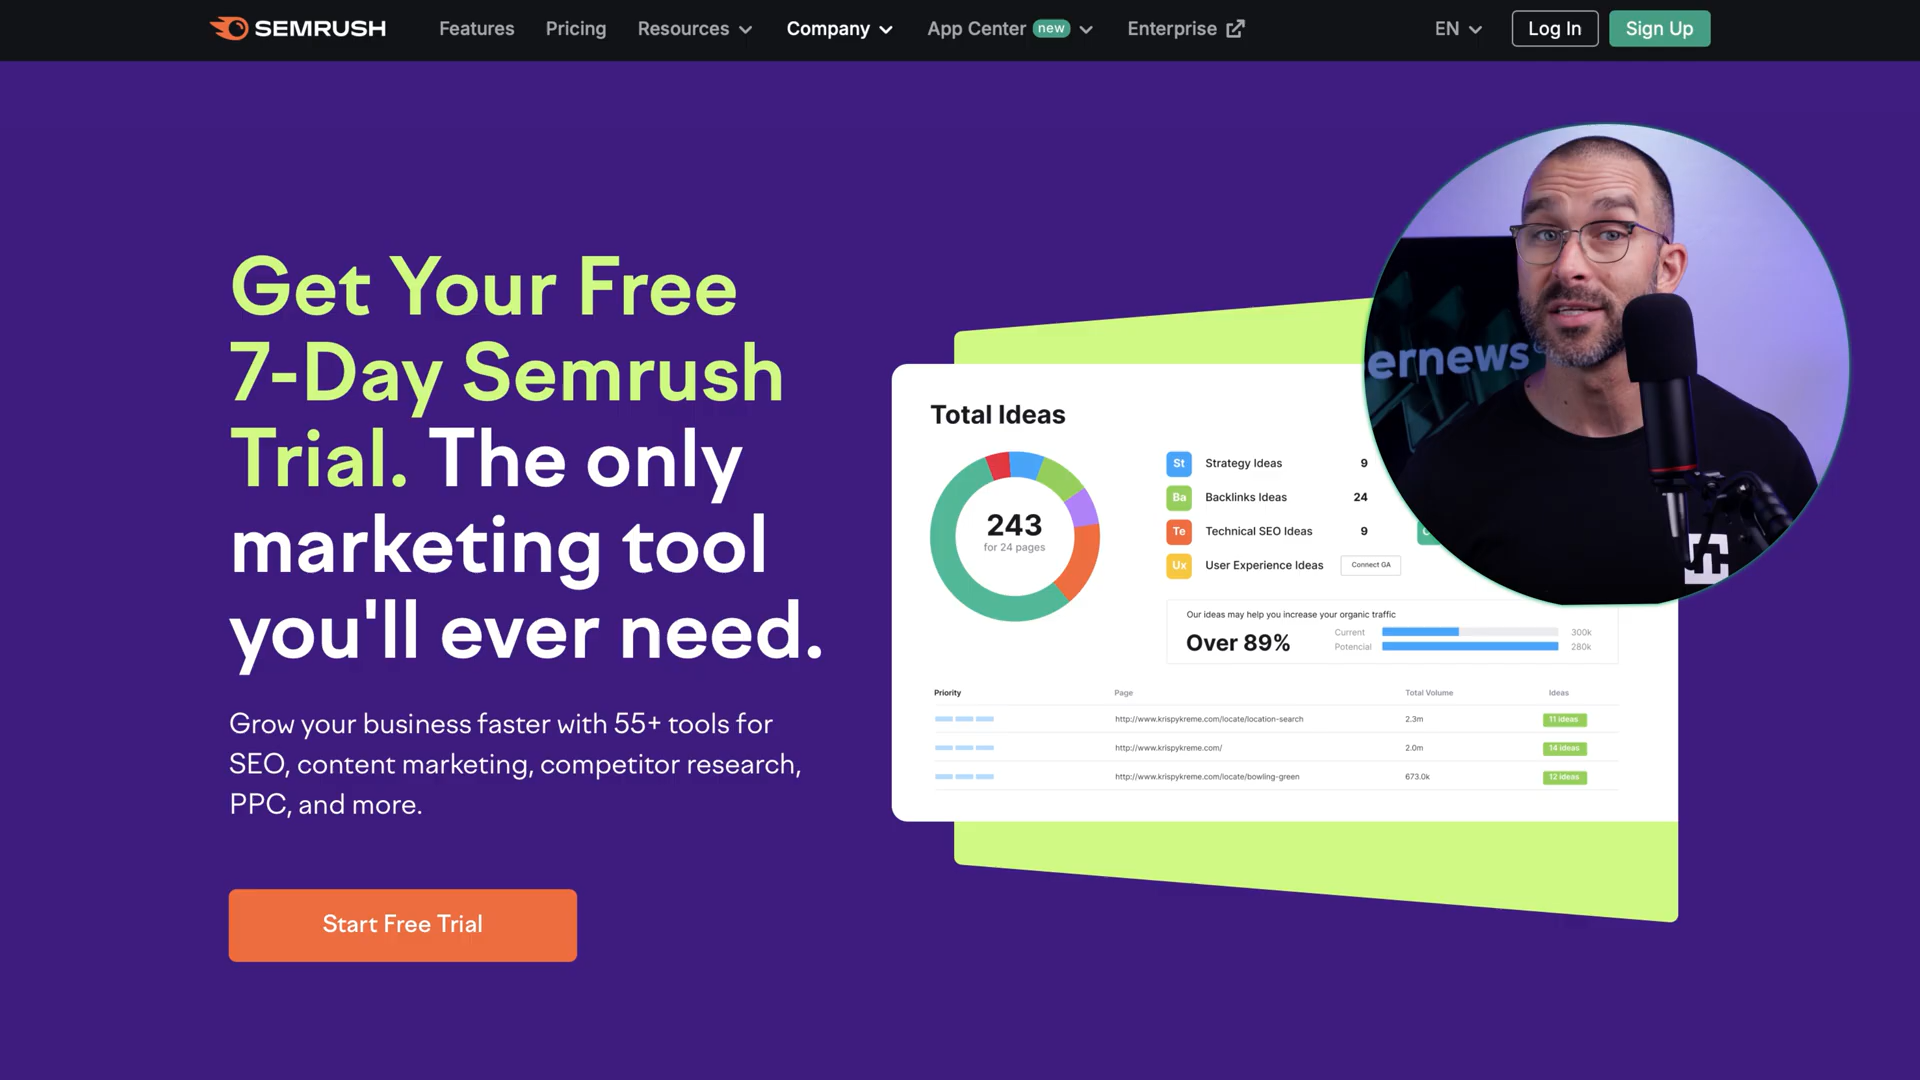 SEMRUSH
Features
Pricing
Resources
Company
App Center new
Enterprise
EN
Log In
Sign Up
Get Your Free
7-Day Semrush
Trial. The only
marketing tool
you'll ever need.
Grow your business faster with 55+ tools for
SEO, content marketing, competitor research,
PPC, and more.
Start Free Trial
Total Ideas
243
for 24 pages
St Strategy Ideas 9
Ba Backlinks Ideas 24
Te Technical SEO Ideas 9
Ux User Experience Ideas Connect GA
Our ideas may help you increase your organic traffic
Over 89%
Current 300k
Potencial 280k
Priority Page Total Volume Ideas
http://www.krispykreme.com/locate/location-search 2.3m 11 ideas
http://www.krispykreme.com/ 2.0m 14 ideas
http://www.krispykreme.com/locate/bowling-green 673.0k 12 ideas
ernews